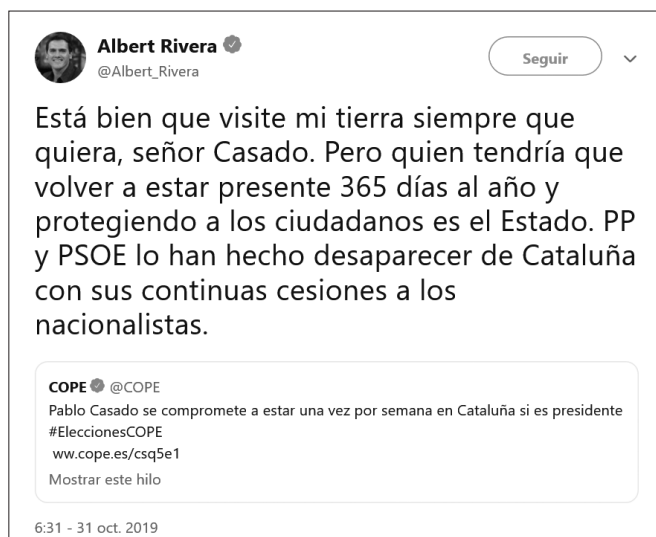 Albert Rivera
@Albert_Rivera
Seguir
Está bien que visite mi tierra siempre que
quiera, señor Casado. Pero quien tendría que
volver a estar presente 365 días al año y
protegiendo a los ciudadanos es el Estado. PP
y PSOE lo han hecho desaparecer de Cataluña
con sus continuas cesiones a los
nacionalistas.
COPE @COPE
Pablo Casado se compromete a estar una vez por semana en Cataluña si es presidente
#EleccionesCOPE
ww.cope.es/csq5e1
Mostrar este hilo
6:31 - 31 oct. 2019